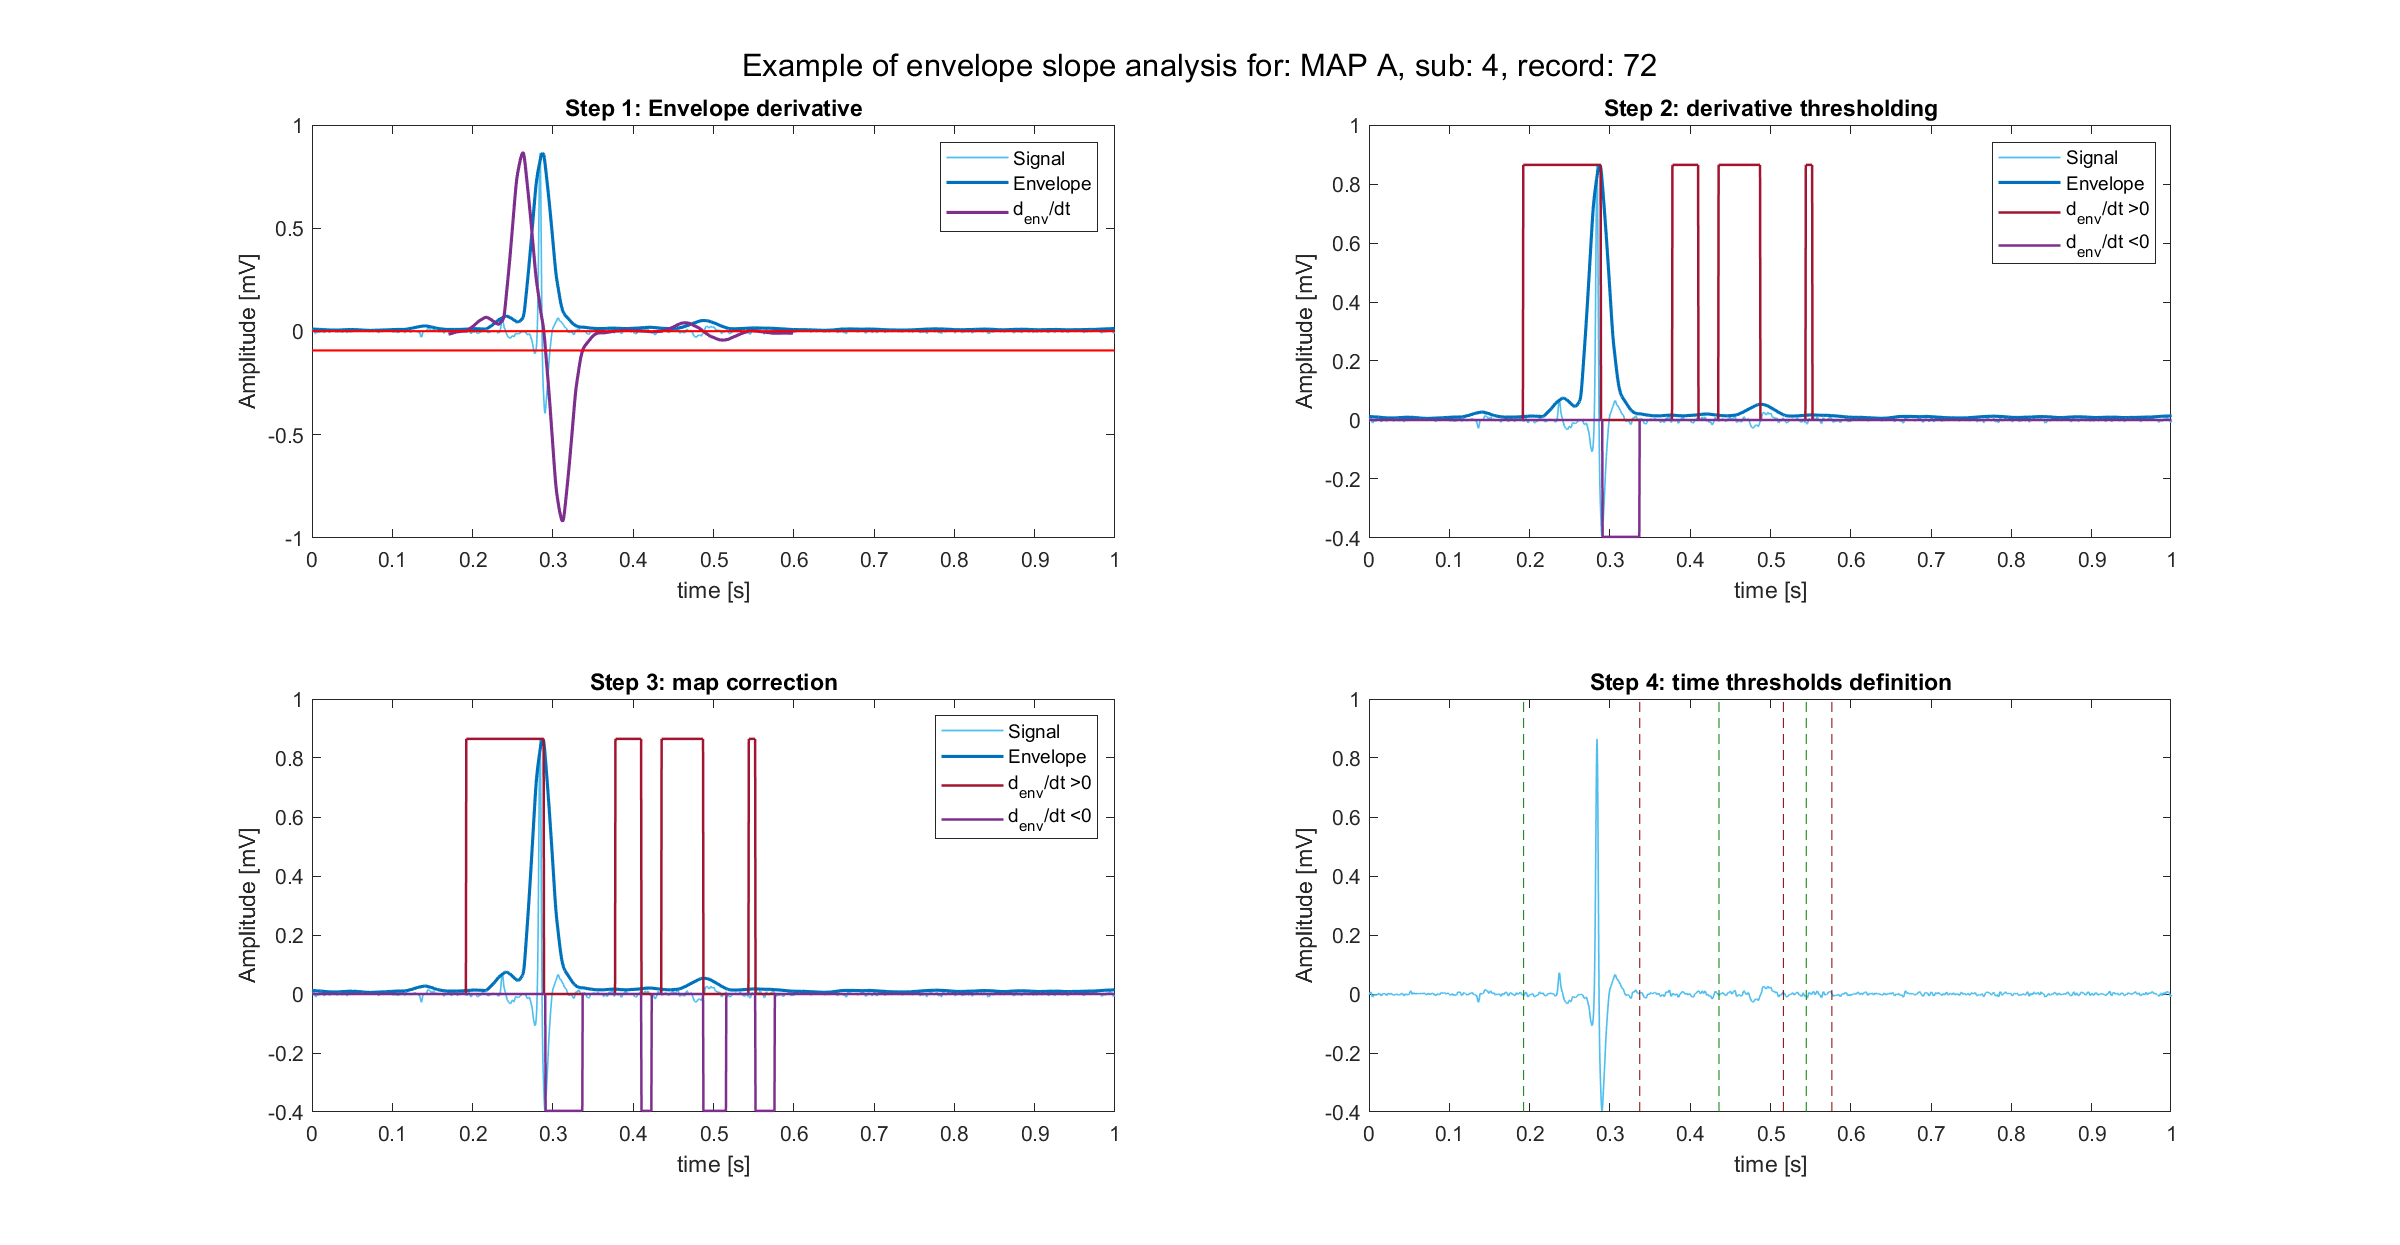 Example of envelope slope analysis for: MAP A, sub: 4, record: 72
Step 1: Envelope derivative
1
0.5
0
-0.5
-1
Amplitude [mV]
0 0.1 0.2 0.3 0.4 0.5 0.6 0.7 0.8 0.9 1
time [s]
Signal
Envelope
d_env/dt
Step 2: derivative thresholding
1
0.8
0.6
0.4
0.2
0
-0.2
-0.4
Amplitude [mV]
0 0.1 0.2 0.3 0.4 0.5 0.6 0.7 0.8 0.9 1
time [s]
Signal
Envelope
d_env/dt >0
d_env/dt <0
Step 3: map correction
1
0.8
0.6
0.4
0.2
0
-0.2
-0.4
Amplitude [mV]
0 0.1 0.2 0.3 0.4 0.5 0.6 0.7 0.8 0.9 1
time [s]
Signal
Envelope
d_env/dt >0
d_env/dt <0
Step 4: time thresholds definition
1
0.8
0.6
0.4
0.2
0
-0.2
-0.4
Amplitude [mV]
0 0.1 0.2 0.3 0.4 0.5 0.6 0.7 0.8 0.9 1
time [s]